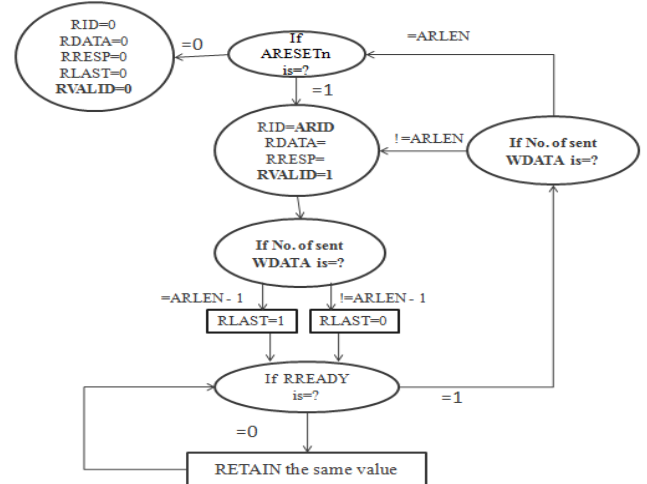 RID=0
RDATA=0
RRESP=0
RLAST=0
RVALID=0
=0
If
ARESETn
is=?
=ARLEN
=1
RID=ARID
RDATA=
RRESP=
RVALID=1
!=ARLEN
If No. of sent
WDATA is=?
If No. of sent
WDATA is=?
=ARLEN - 1
!=ARLEN - 1
RLAST=1
RLAST=0
If RREADY
is=?
=1
=0
RETAIN the same value